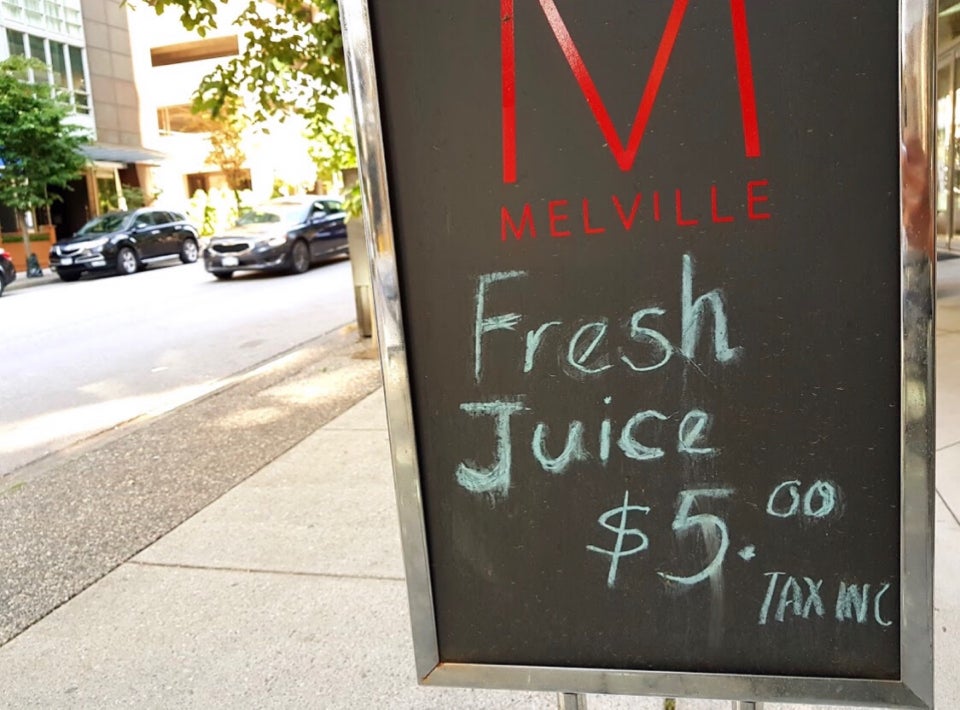 M
MELVILLE
Fresh
Juice
$5.00
TAX INC